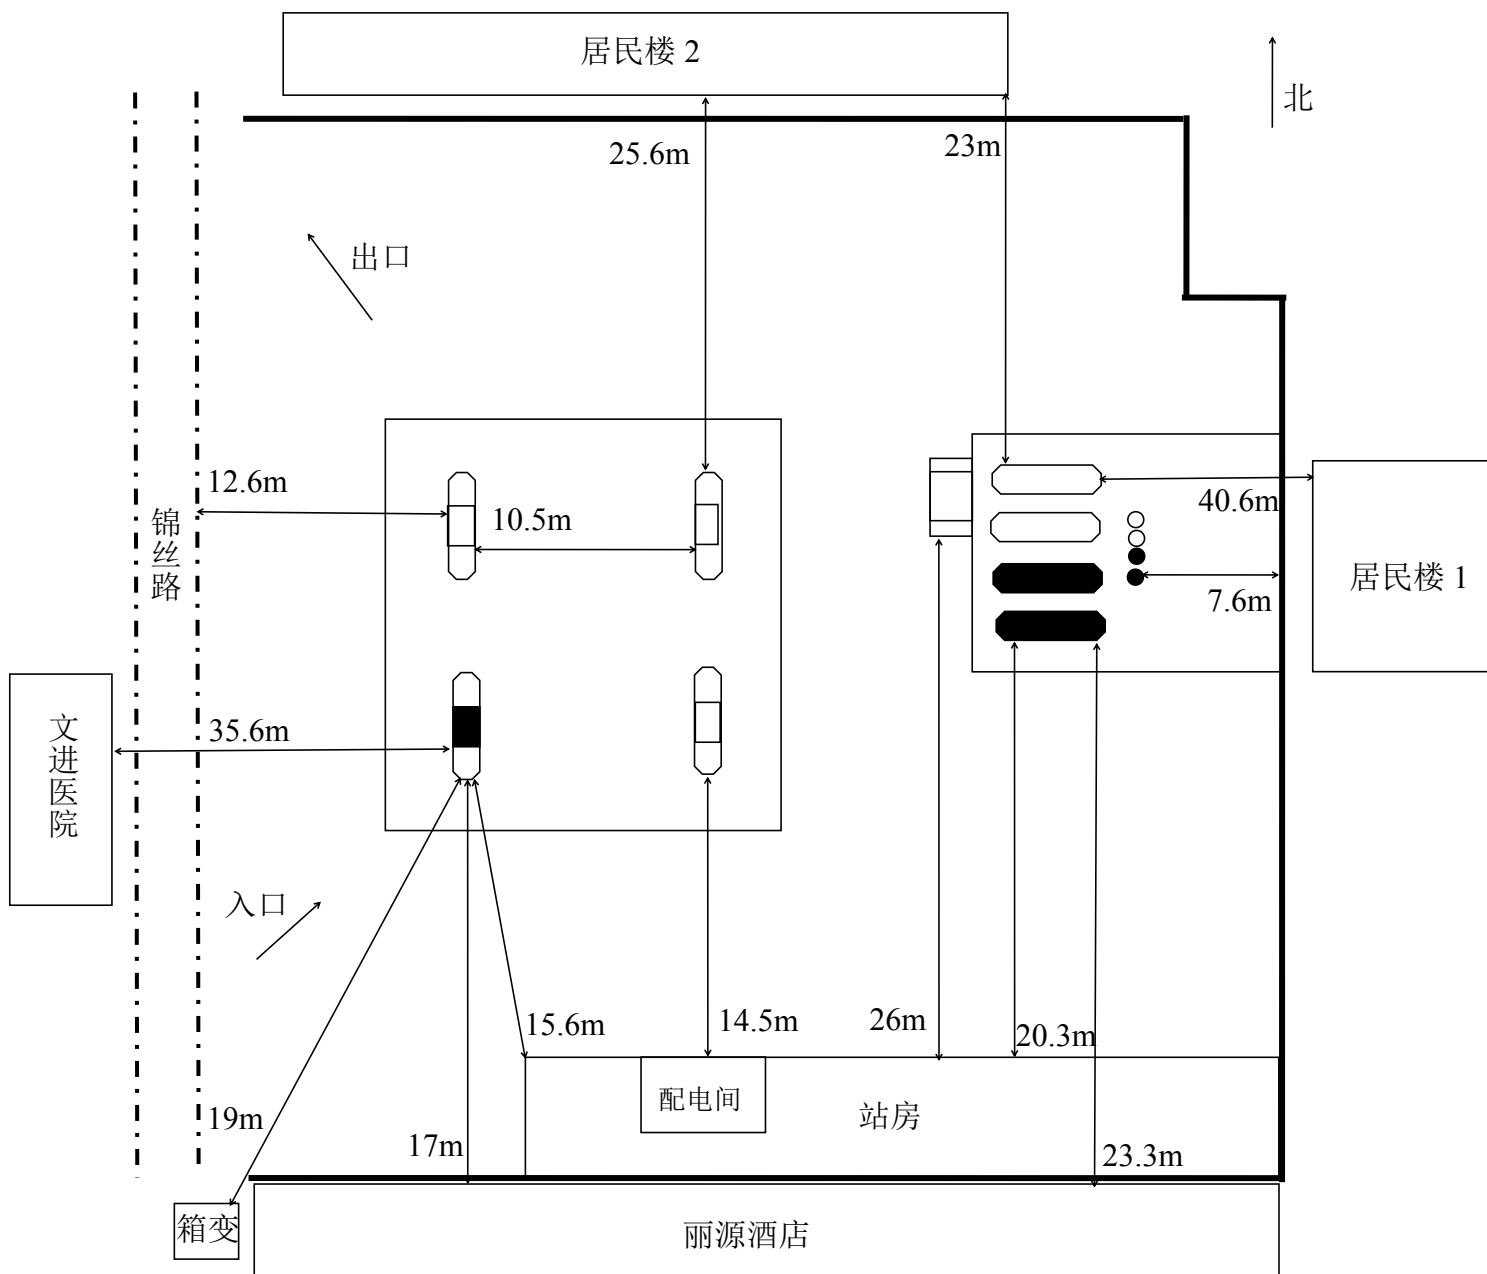 居民楼 2
北
25.6m
23m
出口
12.6m
10.5m
40.6m
锦丝路
7.6m
居民楼 1
文进医院
35.6m
入口
15.6m
14.5m
26m
20.3m
配电间
站房
19m
17m
23.3m
箱变
丽源酒店